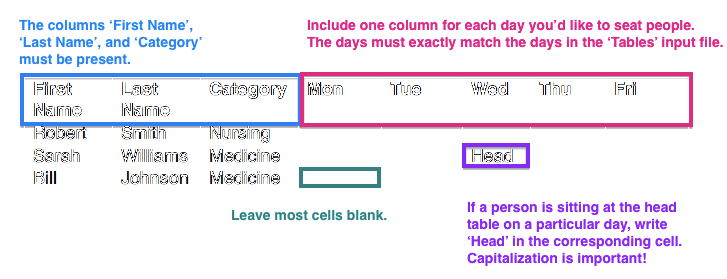 The columns ‘First Name’,
‘Last Name’, and ‘Category’
must be present.
Include one column for each day you’d like to seat people.
The days must exactly match the days in the ‘Tables’ input file.
First Last Category Mon Tue Wed Thu Fri
Name Name
Robert Smith Nursing
Sarah Williams Medicine Head
Bill Johnson Medicine
Leave most cells blank.
If a person is sitting at the head
table on a particular day, write
‘Head’ in the corresponding cell.
Capitalization is important!